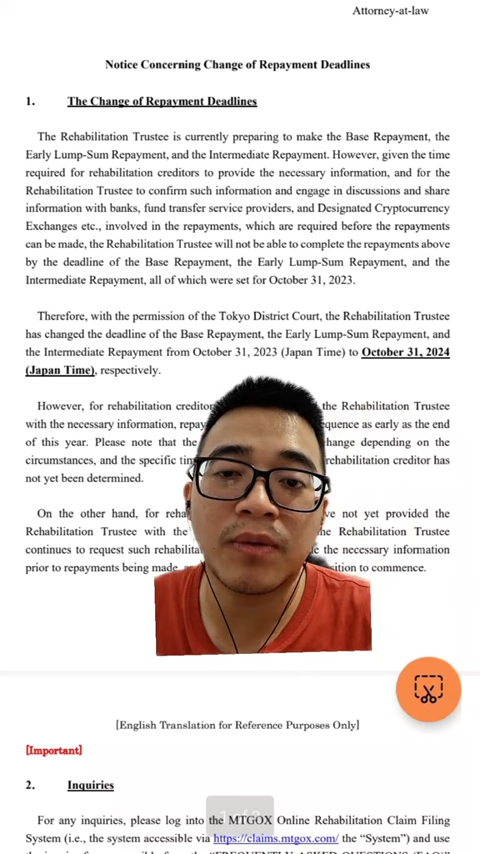 Attorney-at-law
Notice Concerning Change of Repayment Deadlines
1. The Change of Repayment Deadlines
The Rehabilitation Trustee is currently preparing to make the Base Repayment, the
Early Lump-Sum Repayment, and the Intermediate Repayment. However, given the time
required for rehabilitation creditors to provide the necessary information, and for the
Rehabilitation Trustee to confirm such information and engage in discussions and share
information with banks, fund transfer service providers, and Designated Cryptocurrency
Exchanges etc., involved in the repayments, which are required before the repayments
can be made, the Rehabilitation Trustee will not be able to complete the repayments above
by the deadline of the Base Repayment, the Early Lump-Sum Repayment, and the
Intermediate Repayment, all of which were set for October 31, 2023.
Therefore, with the permission of the Tokyo District Court, the Rehabilitation Trustee
has changed the deadline of the Base Repayment, the Early Lump-Sum Repayment, and
the Intermediate Repayment from October 31, 2023 (Japan Time) to October 31, 2024
(Japan Time), respectively.
However, for rehabilitation the Rehabilitation Trustee
with the necessary information, as early as the end
of this year. Please note that the depending on the
circumstances, and the specific rehabilitation creditor has
not yet been determined.
On the other hand, for not yet provided the
Rehabilitation Trustee with the Rehabilitation Trustee
continues to request such the necessary information
prior to repayments being made, to commence.
[English Translation for Reference Purposes Only]
[Important]
2. Inquiries
For any inquiries, please log into the MTGOX Online Rehabilitation Claim Filing
System (i.e., the system accessible via https://claims.mtgox.com/ the "System") and use